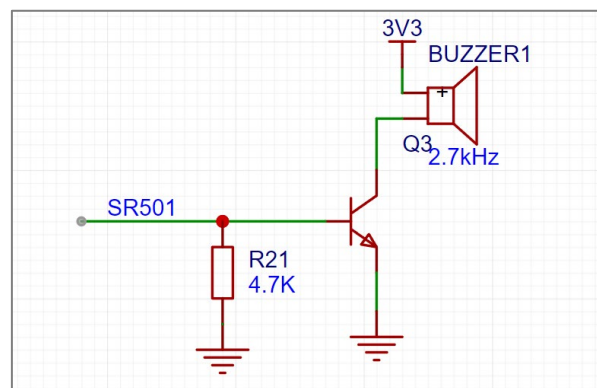 3V3
BUZZER1
+
Q3
2.7kHz
SR501
R21
4.7K